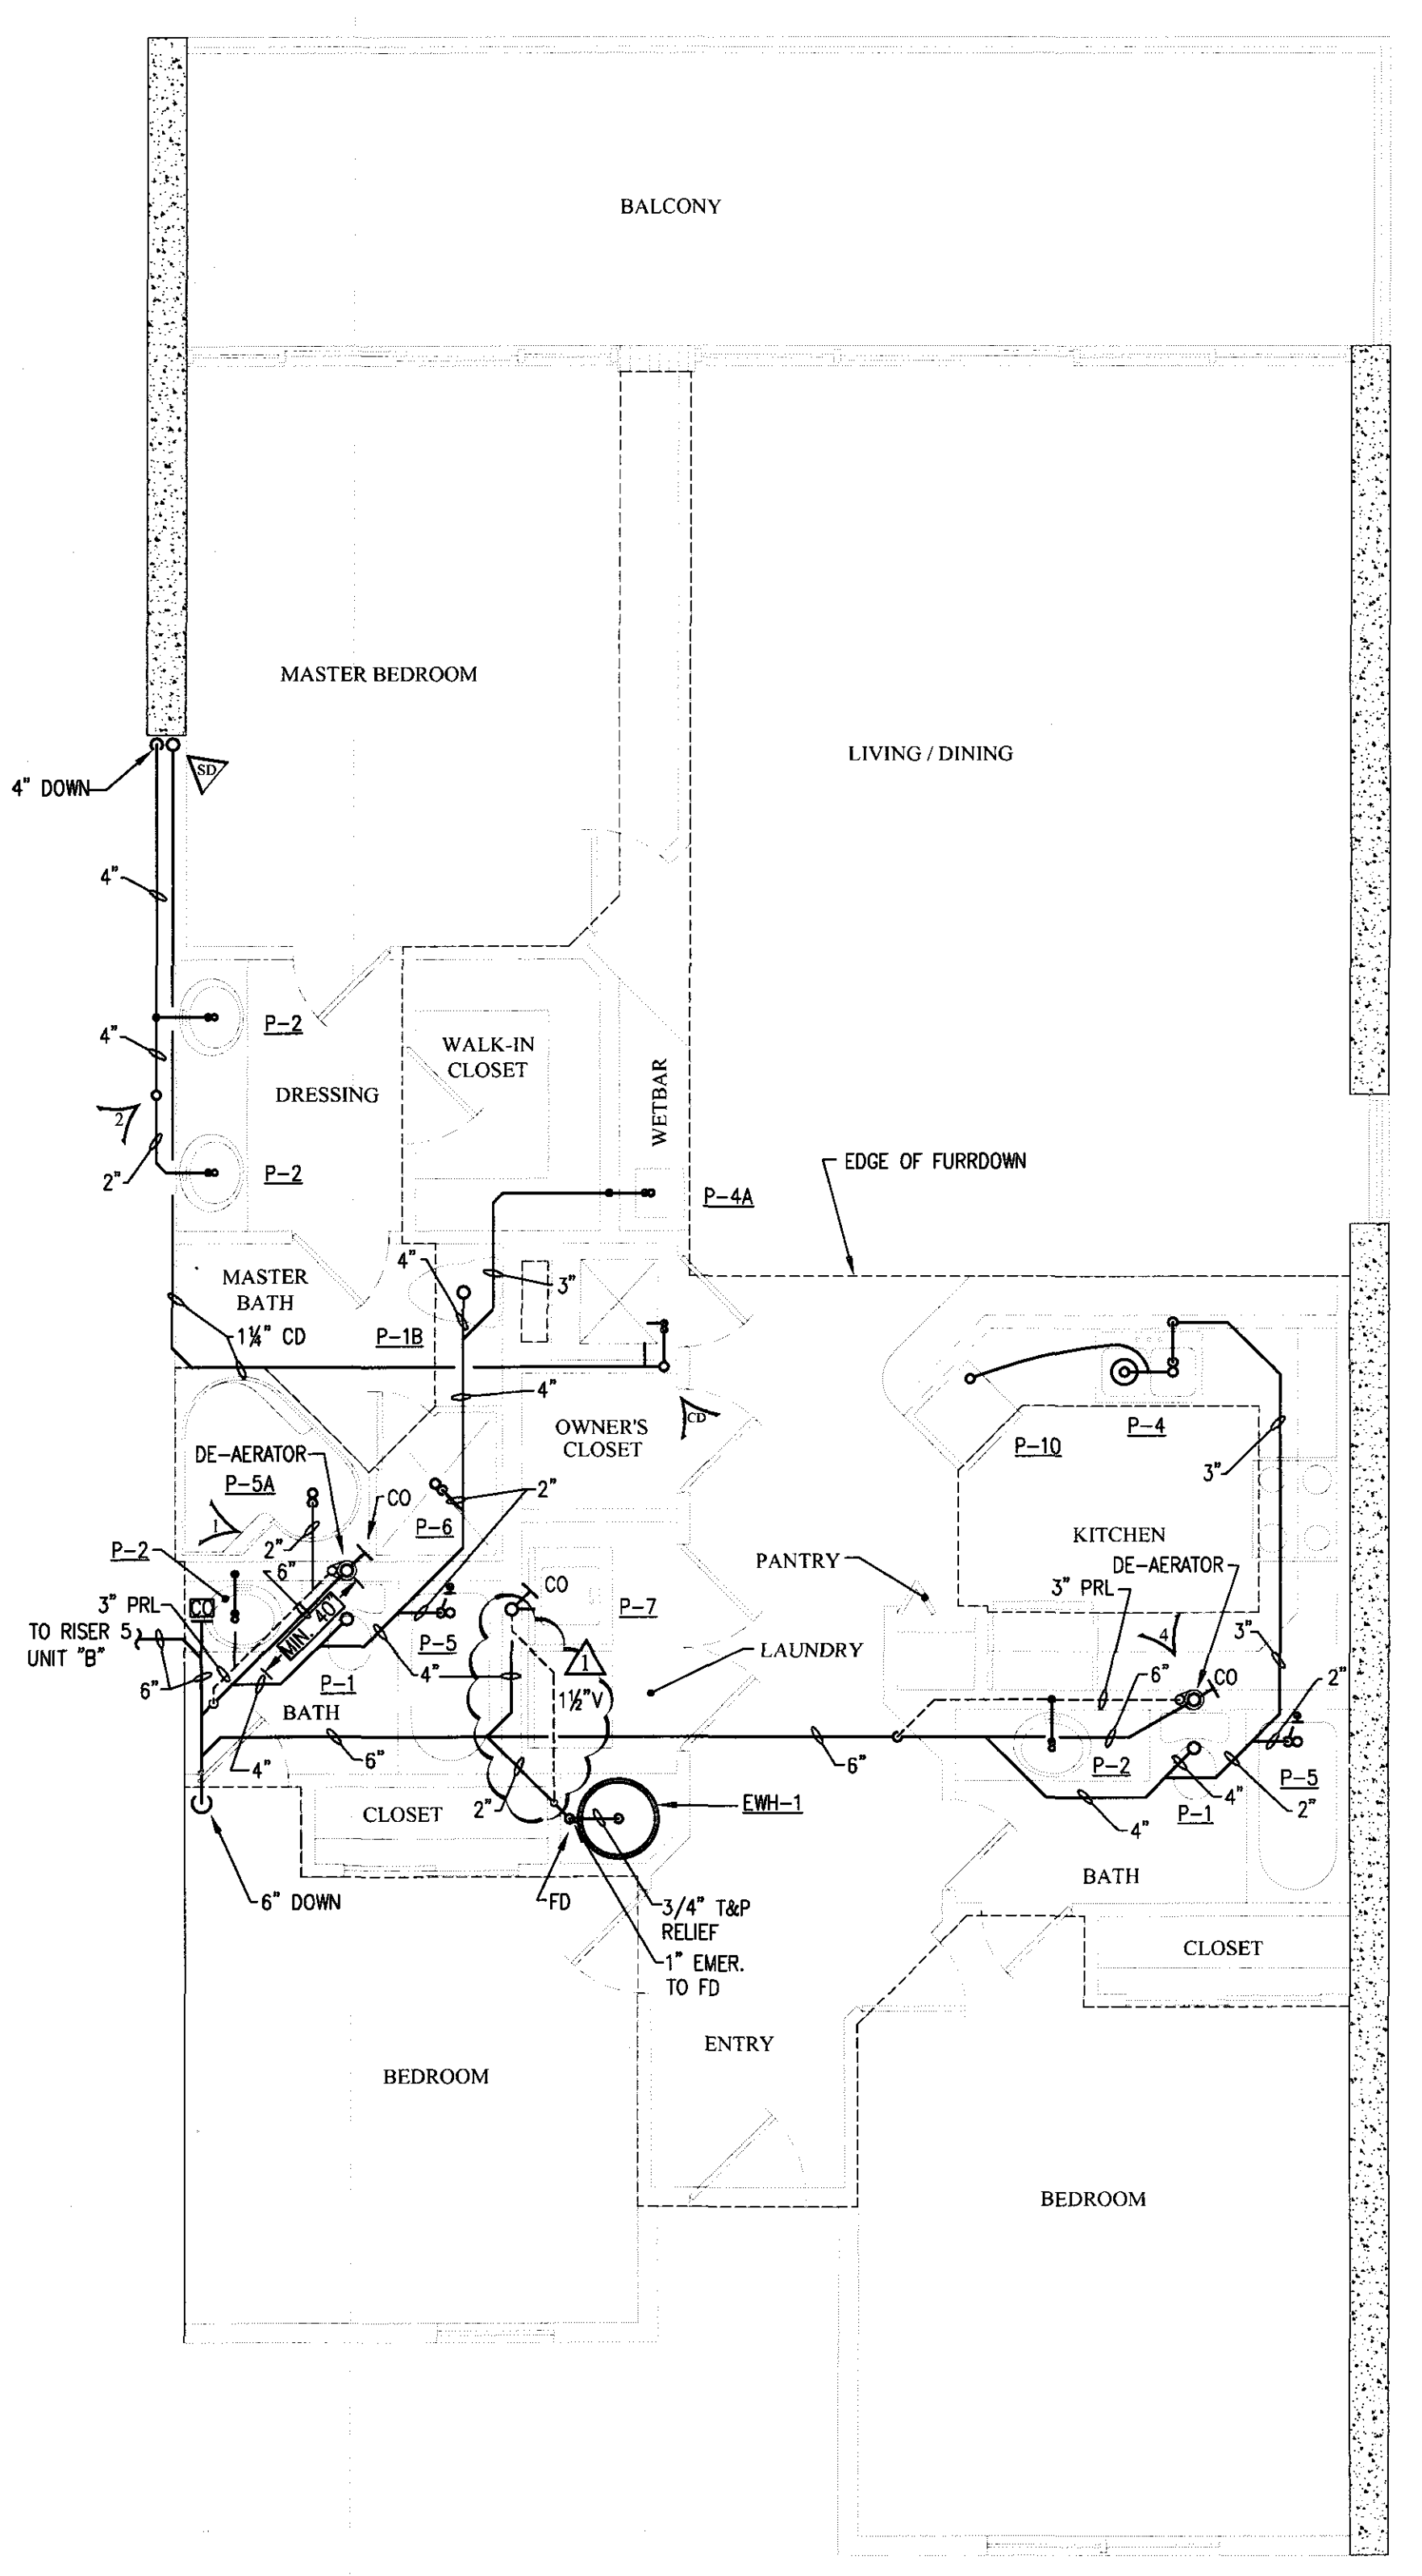 BALCONY
MASTER BEDROOM
LIVING / DINING
SD
4" DOWN
4"
P-2
4"
WALK-IN
CLOSET
DRESSING
WETBAR
2
2"
P-2
EDGE OF FURRDOWN
P-4A
4"
3"
MASTER
BATH
1¼" CD
P-1B
4"
CD
OWNER'S
CLOSET
P-4
P-10
3"
DE-AERATOR
P-5A
CO
2"
P-6
1
2"
KITCHEN
P-2
6"
PANTRY
DE-AERATOR
3" PRL
CO
3" PRL
CO
P-7
TO RISER 5
UNIT "B"
MIN. 40"
P-5
LAUNDRY
4
3"
6"
4"
1
1½"V
6"
CO
2"
P-1
BATH
6"
4"
6"
P-2
P-5
4"
2"
P-1
4"
2"
CLOSET
EWH-1
6" DOWN
FD
3/4" T&P
RELIEF
1" EMER.
TO FD
BATH
CLOSET
ENTRY
BEDROOM
BEDROOM